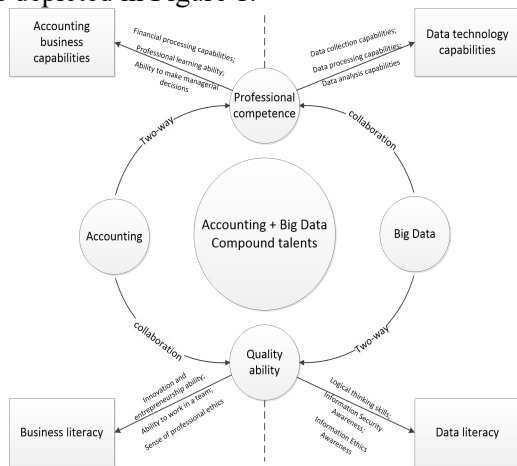 depicted in Figure 1.
Accounting
business
capabilities
Financial processing capabilities;
Professional learning ability;
Ability to make managerial
decisions
Data collection capabilities;
Data processing capabilities;
Data analysis capabilities
Data technology
capabilities
Professional
competence
Two-way
collaboration
Accounting
Accounting + Big Data
Compound talents
Big Data
collaboration
Two-way
Quality
ability
Innovation and
entrepreneurship ability;
Ability to work in a team;
Sense of professional ethics
Logical thinking skills;
Information Security
Awareness;
Information Ethics
Awareness
Business literacy
Data literacy